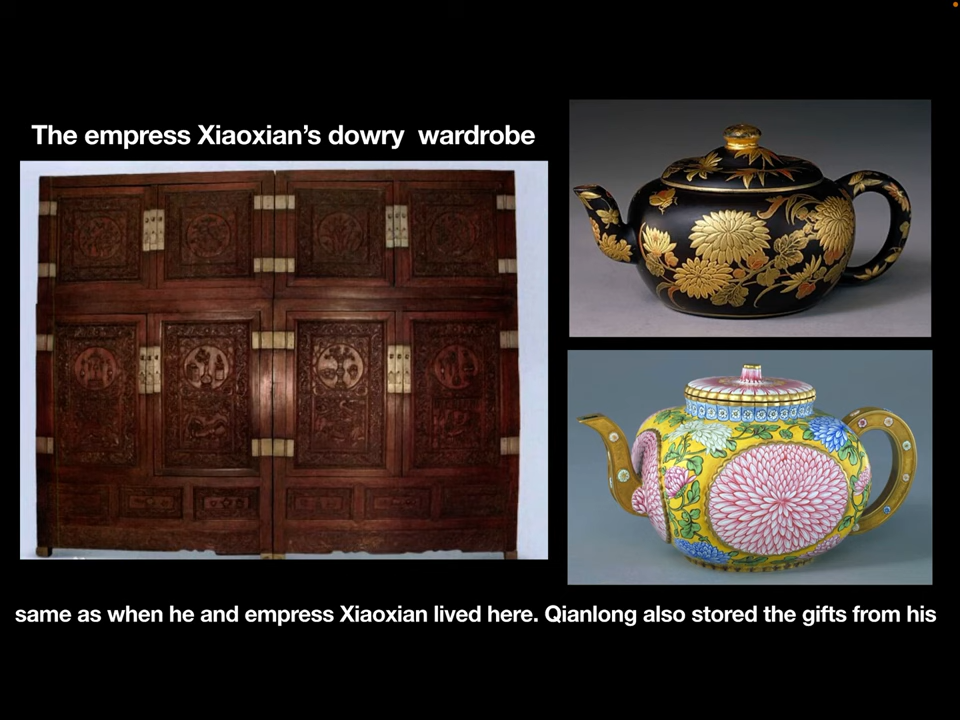 The empress Xiaoxian's dowry wardrobe
same as when he and empress Xiaoxian lived here. Qianlong also stored the gifts from his